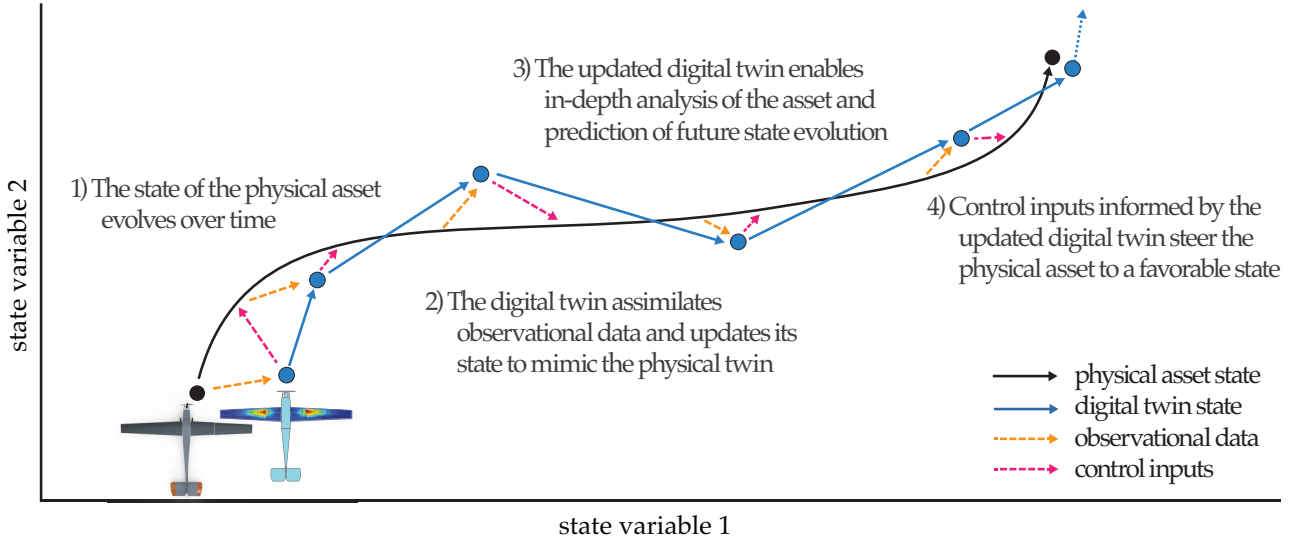 3) The updated digital twin enables
in-depth analysis of the asset and
prediction of future state evolution
1) The state of the physical asset
evolves over time
4) Control inputs informed by the
updated digital twin steer the
physical asset to a favorable state
2) The digital twin assimilates
observational data and updates its
state to mimic the physical twin
physical asset state
digital twin state
observational data
control inputs
state variable 2
state variable 1